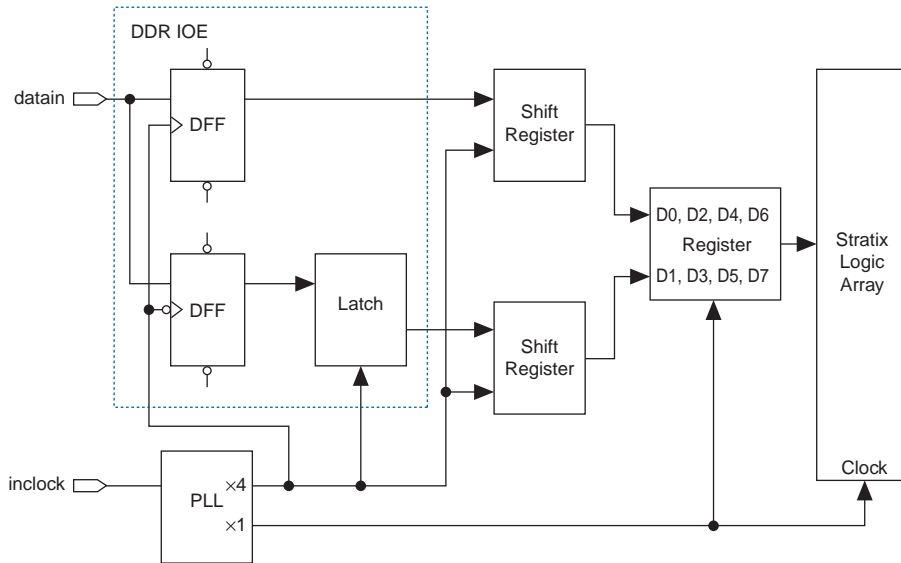 DDR IOE
datain
DFF
Shift
Register
D0, D2, D4, D6
Register
D1, D3, D5, D7
Stratix
Logic
Array
DFF
Latch
Shift
Register
Clock
inclock
PLL
×4
×1